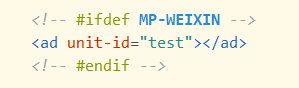 <!-- #ifdef MP-WEIXIN -->
<ad unit-id="test"></ad>
<!-- #endif -->